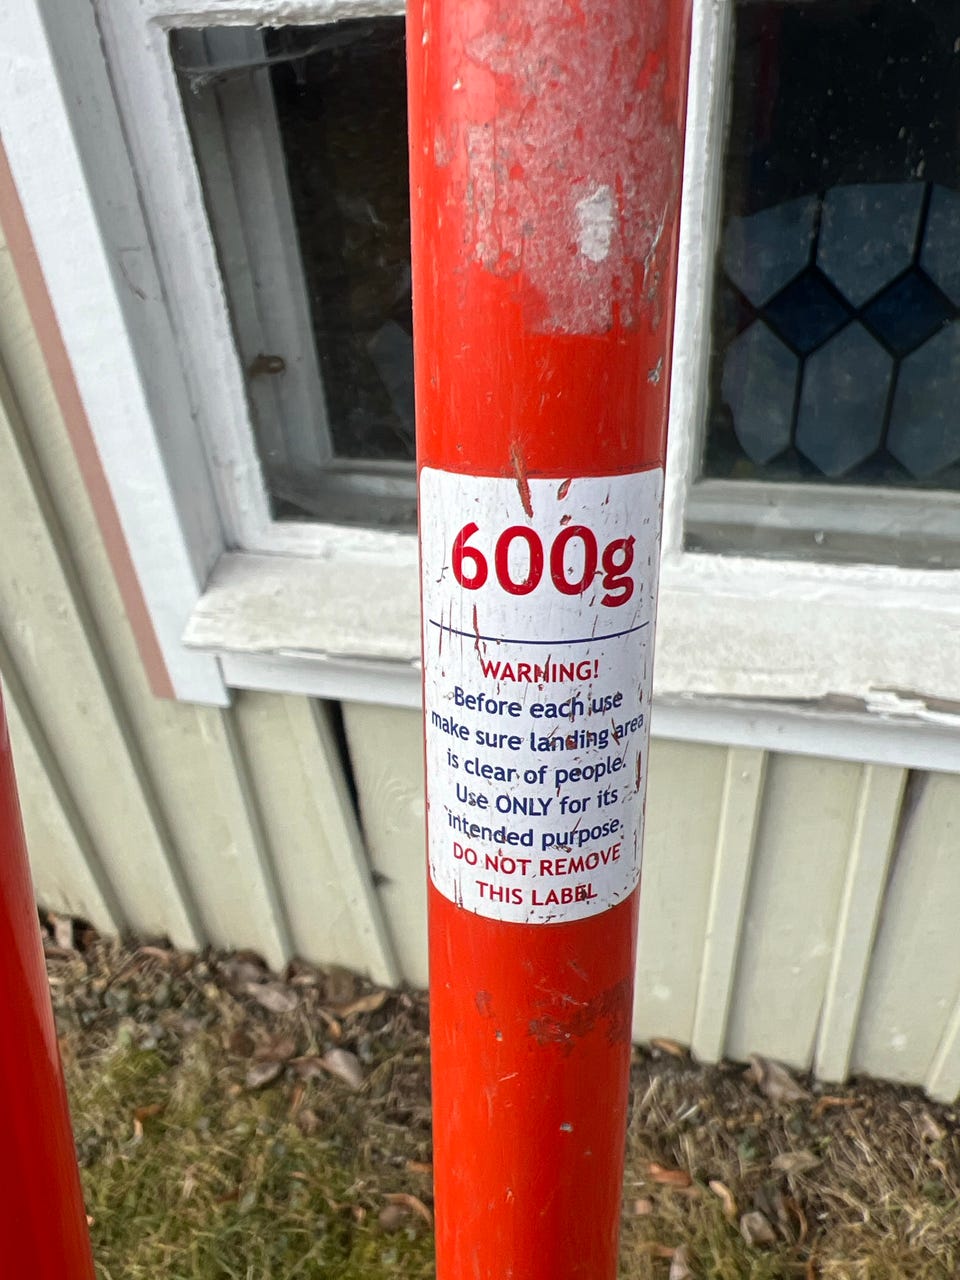 600g
WARNING!
Before each use
make sure landing area
is clear of people.
Use ONLY for its
intended purpose.
DO NOT REMOVE
THIS LABEL